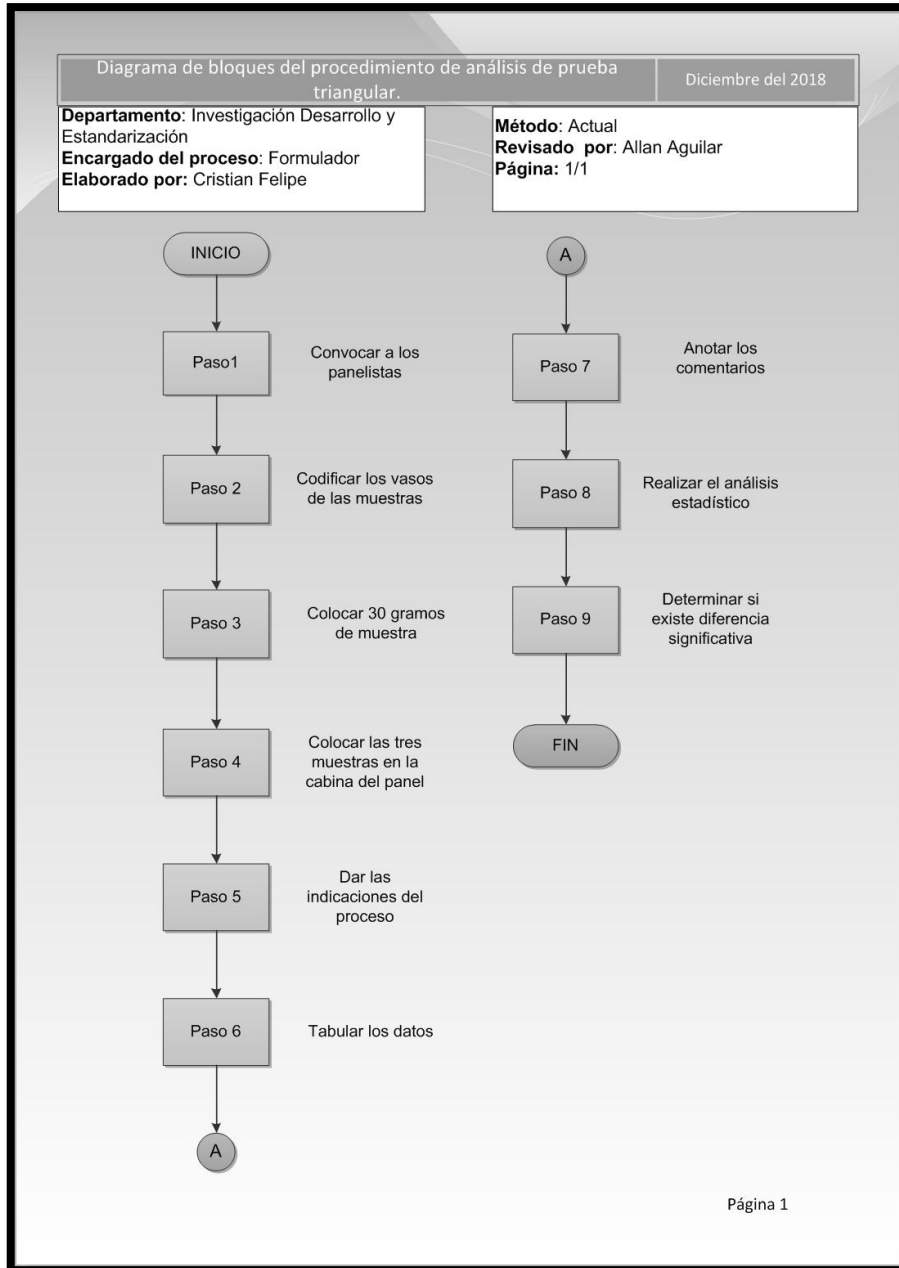 Diagrama de bloques del procedimiento de análisis de prueba
triangular.
Diciembre del 2018
Departamento: Investigación Desarrollo y
Estandarización
Encargado del proceso: Formulador
Elaborado por: Cristian Felipe
Método: Actual
Revisado por: Allan Aguilar
Página: 1/1
INICIO
Paso1
Convocar a los
panelistas
Paso 2
Codificar los vasos
de las muestras
Paso 3
Colocar 30 gramos
de muestra
Paso 4
Colocar las tres
muestras en la
cabina del panel
Paso 5
Dar las
indicaciones del
proceso
Paso 6
Tabular los datos
A
A
Paso 7
Anotar los
comentarios
Paso 8
Realizar el análisis
estadístico
Paso 9
Determinar si
existe diferencia
significativa
FIN
Página 1